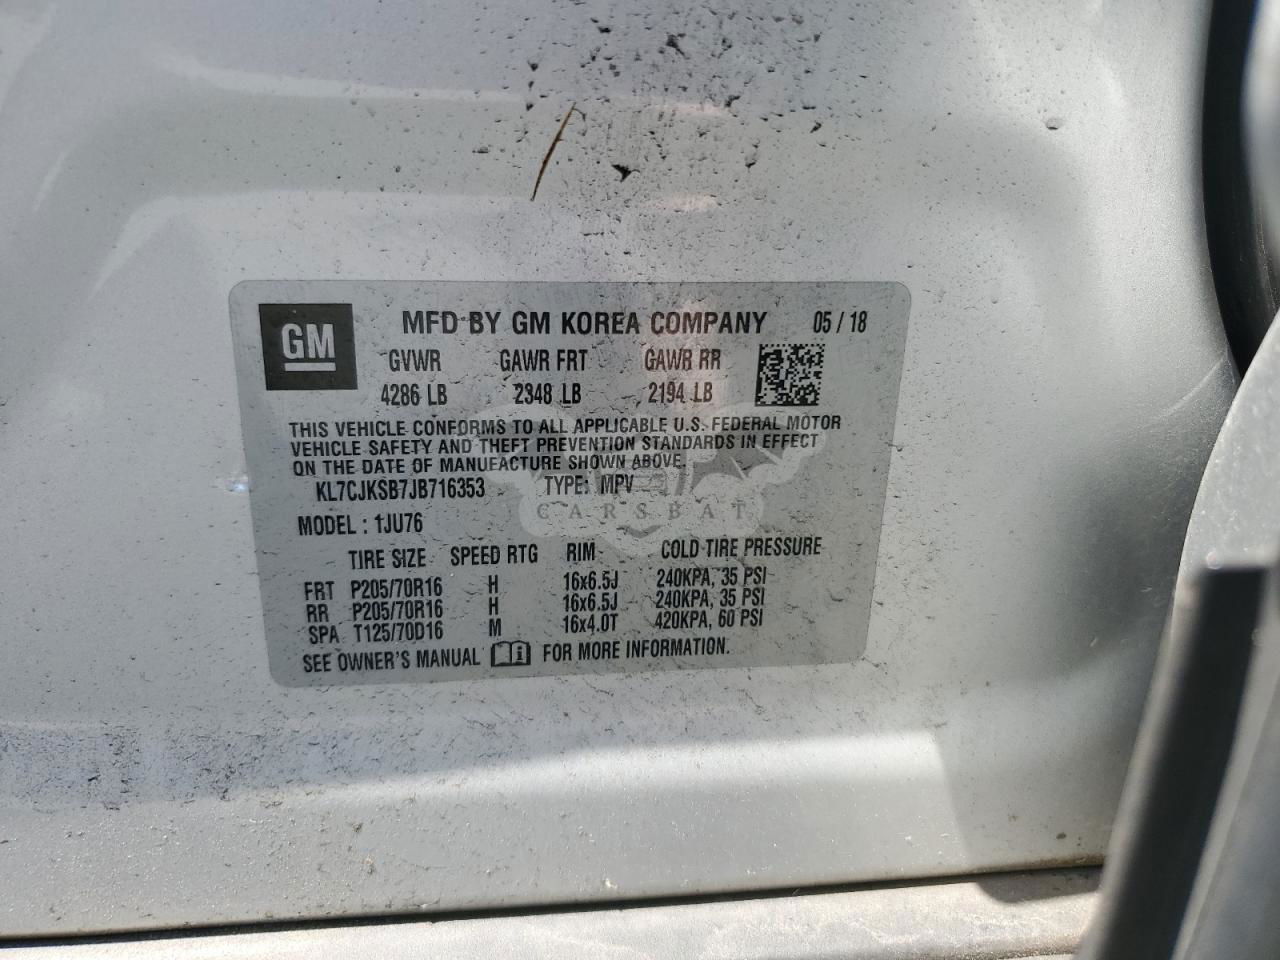 GM
MFD BY GM KOREA COMPANY 05 / 18
GVWR GAWR FRT GAWR RR
4286 LB 2348 LB 2194 LB
THIS VEHICLE CONFORMS TO ALL APPLICABLE U.S. FEDERAL MOTOR
VEHICLE SAFETY AND THEFT PREVENTION STANDARDS IN EFFECT
ON THE DATE OF MANUFACTURE SHOWN ABOVE.
KL7CJKSB7JB716353 TYPE: MPV
CARSBAT
MODEL : 1JU76
TIRE SIZE SPEED RTG RIM COLD TIRE PRESSURE
FRT P205/70R16 H 16x6.5J 240KPA, 35 PSI
RR P205/70R16 H 16x6.5J 240KPA, 35 PSI
SPA T125/70D16 M 16x4.0T 420KPA, 60 PSI
SEE OWNER'S MANUAL i FOR MORE INFORMATION.